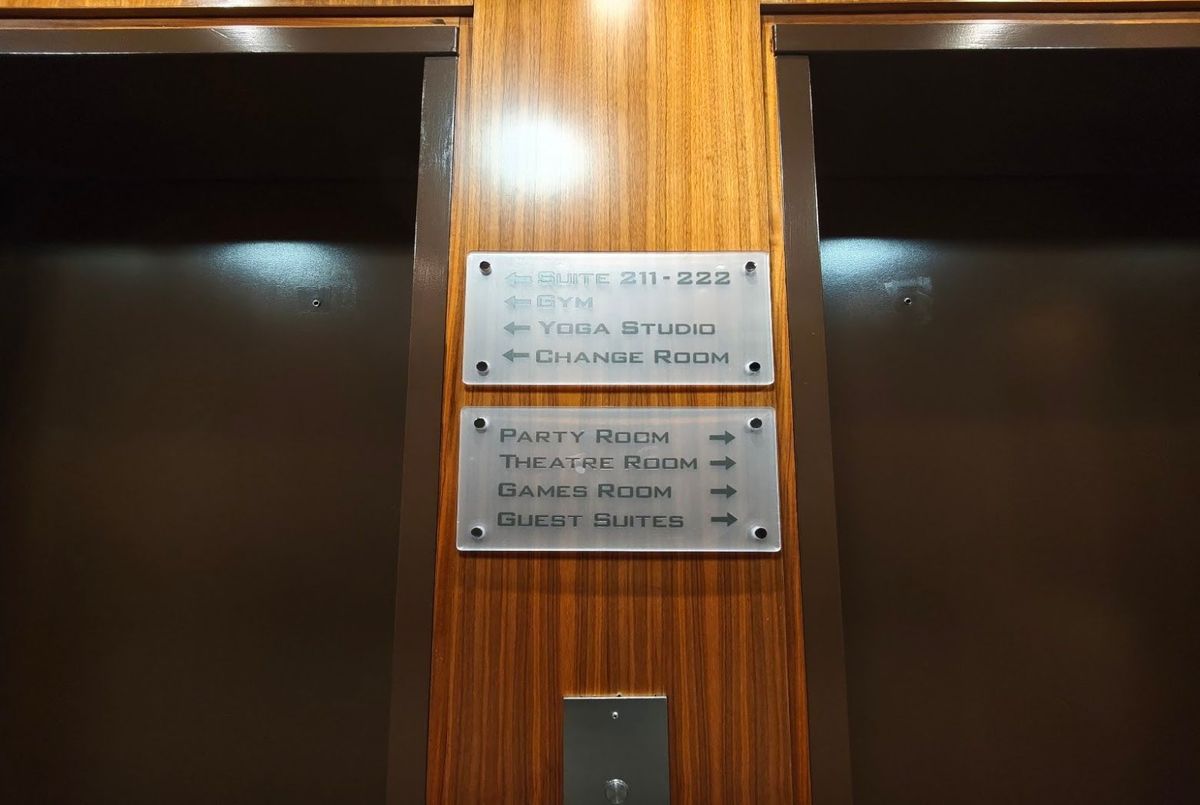 ← SUITE 211-222
← GYM
← YOGA STUDIO
← CHANGE ROOM
PARTY ROOM →
THEATRE ROOM →
GAMES ROOM →
GUEST SUITES →